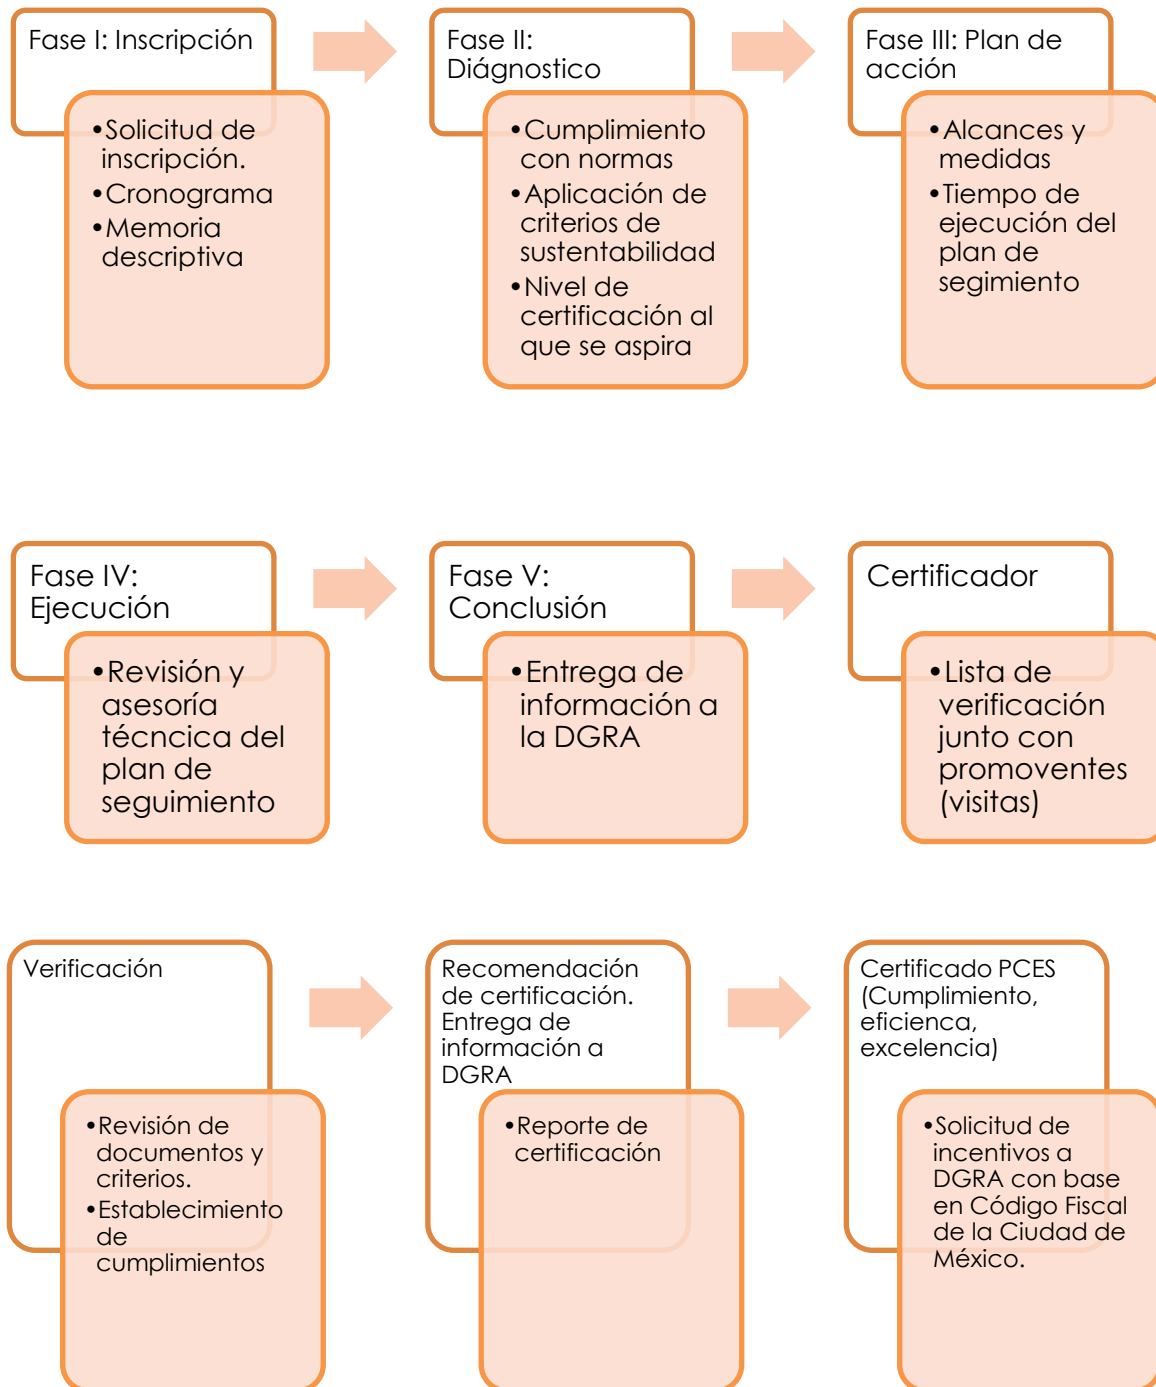 Fase I: Inscripción
•Solicitud de
inscripción.
•Cronograma
•Memoria
descriptiva
Fase II:
Diágnostico
•Cumplimiento
con normas
•Aplicación de
criterios de
sustentabilidad
•Nivel de
certificación al
que se aspira
Fase III: Plan de
acción
•Alcances y
medidas
•Tiempo de
ejecución del
plan de
segimiento
Fase IV:
Ejecución
•Revisión y
asesoría
técncica del
plan de
seguimiento
Fase V:
Conclusión
•Entrega de
información a
la DGRA
Certificador
•Lista de
verificación
junto con
promoventes
(visitas)
Verificación
•Revisión de
documentos y
criterios.
•Establecimiento
de
cumplimientos
Recomendación
de certificación.
Entrega de
información a
DGRA
•Reporte de
certificación
Certificado PCES
(Cumplimiento,
eficienca,
excelencia)
•Solicitud de
incentivos a
DGRA con base
en Código Fiscal
de la Ciudad de
México.